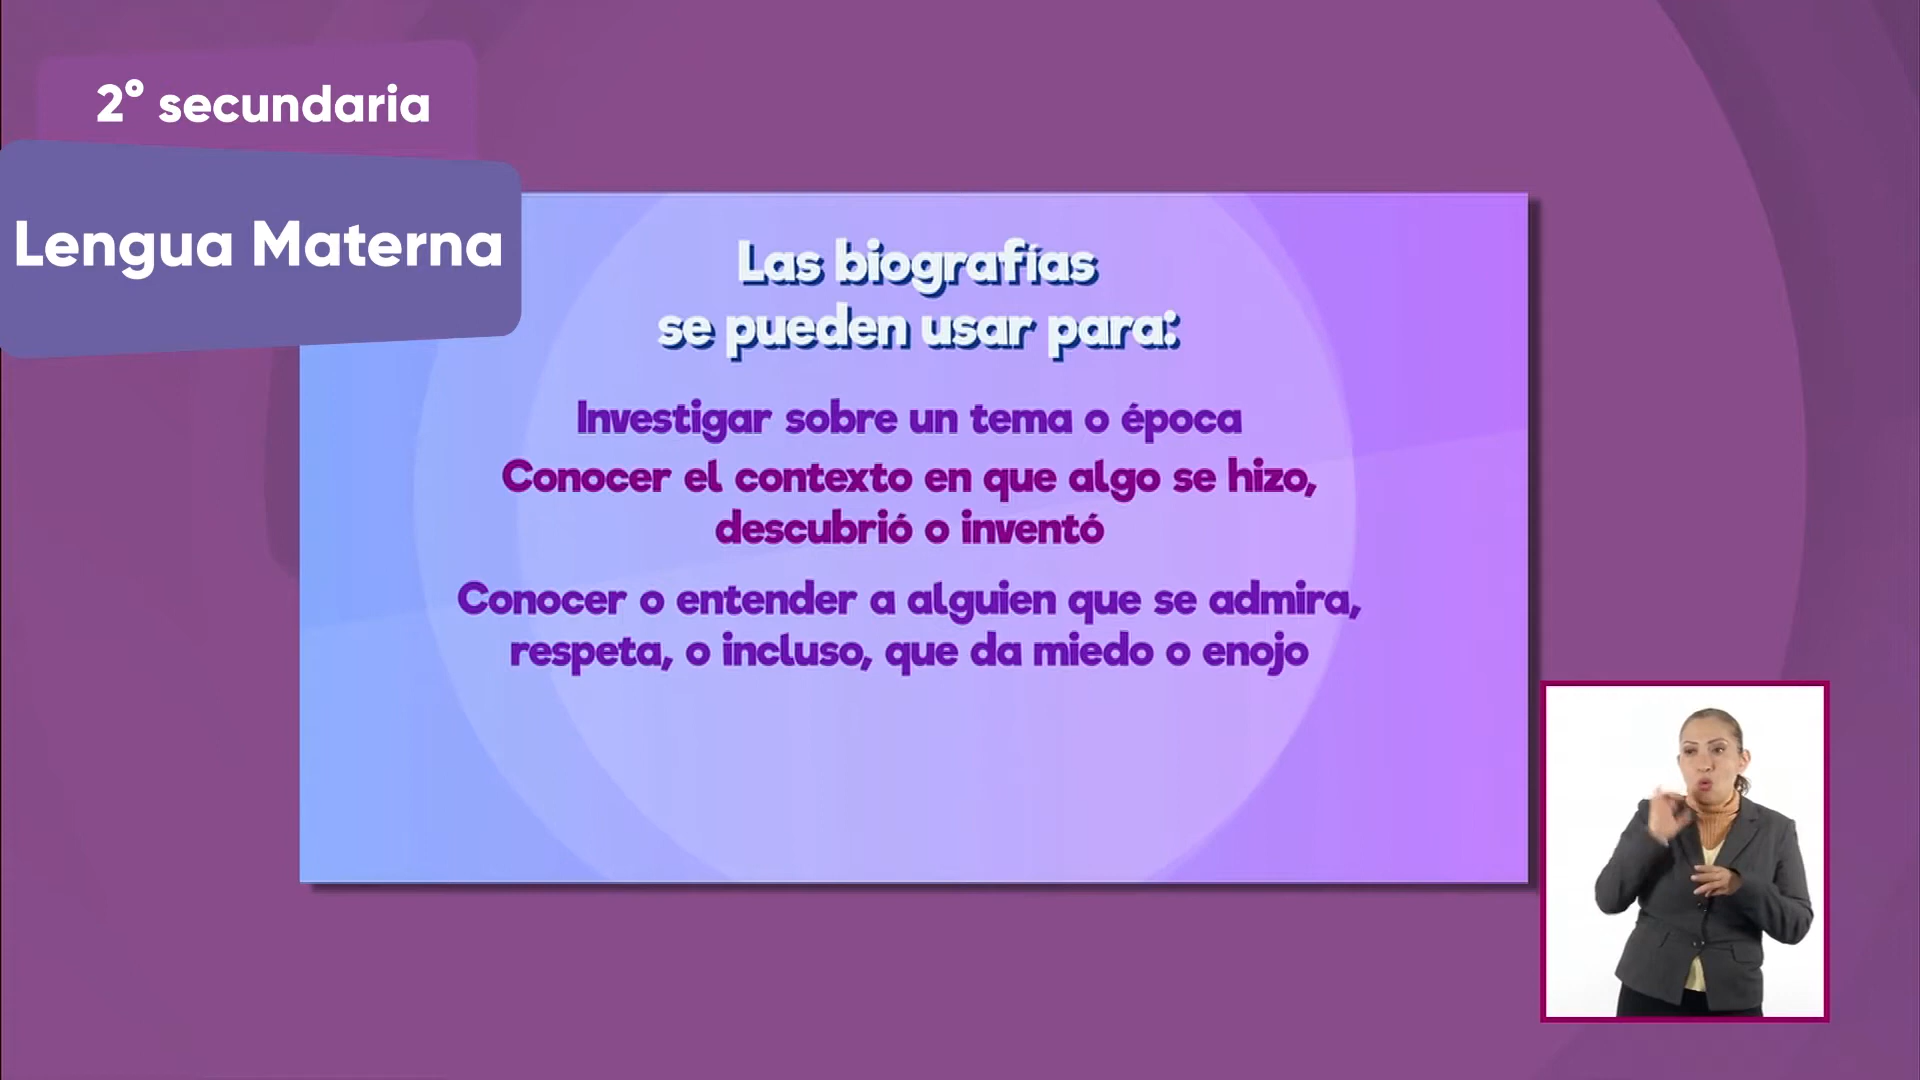 2° secundaria
Lengua Materna
Las biografías
se pueden usar para:
Investigar sobre un tema o época
Conocer el contexto en que algo se hizo,
descubrió o inventó
Conocer o entender a alguien que se admira,
respeta, o incluso, que da miedo o enojo